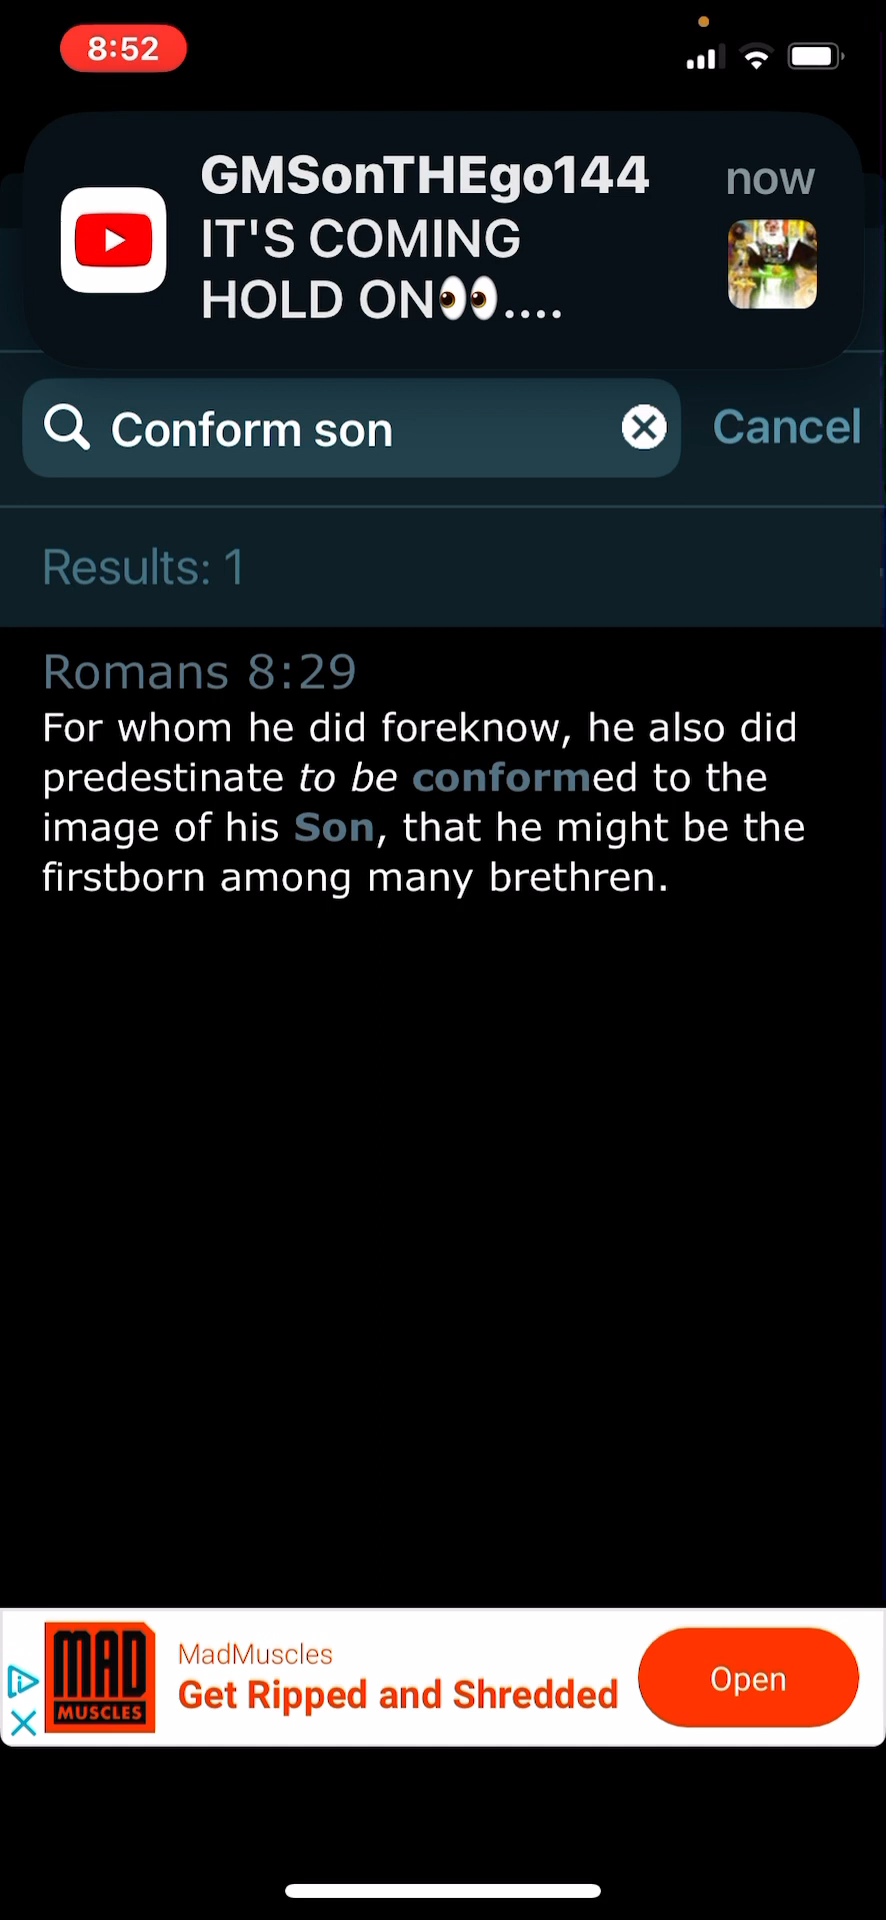 8:52
GMSonTHEgo144
now
IT'S COMING
HOLD ON👀....
Conform son
Cancel
Results: 1
Romans 8:29
For whom he did foreknow, he also did
predestinate to be conformed to the
image of his Son, that he might be the
firstborn among many brethren.
MAD
MUSCLES
MadMuscles
Get Ripped and Shredded
Open